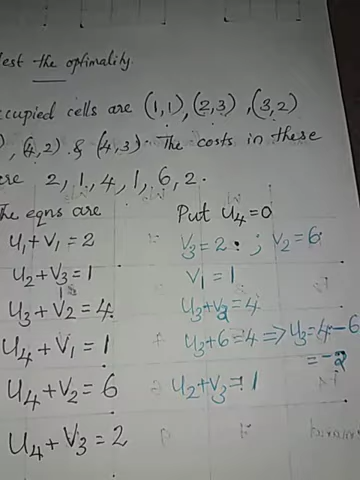 est the optimality.
ccupied cells are (1,1), (2,3), (3,2)
), (4,2) & (4,3). The costs in these
re 2, 1, 4, 1, 6, 2.
The eqns are Put U4=0
U1+V1=2 V3=2 ; V2=6
U2+V3=1 V1=1
U3+V2=4 U3+V2=4
U4+V1=1 U3+6=4 => U3=4-6
=-2
U4+V2=6 U2+V3=1
U4+V3=2